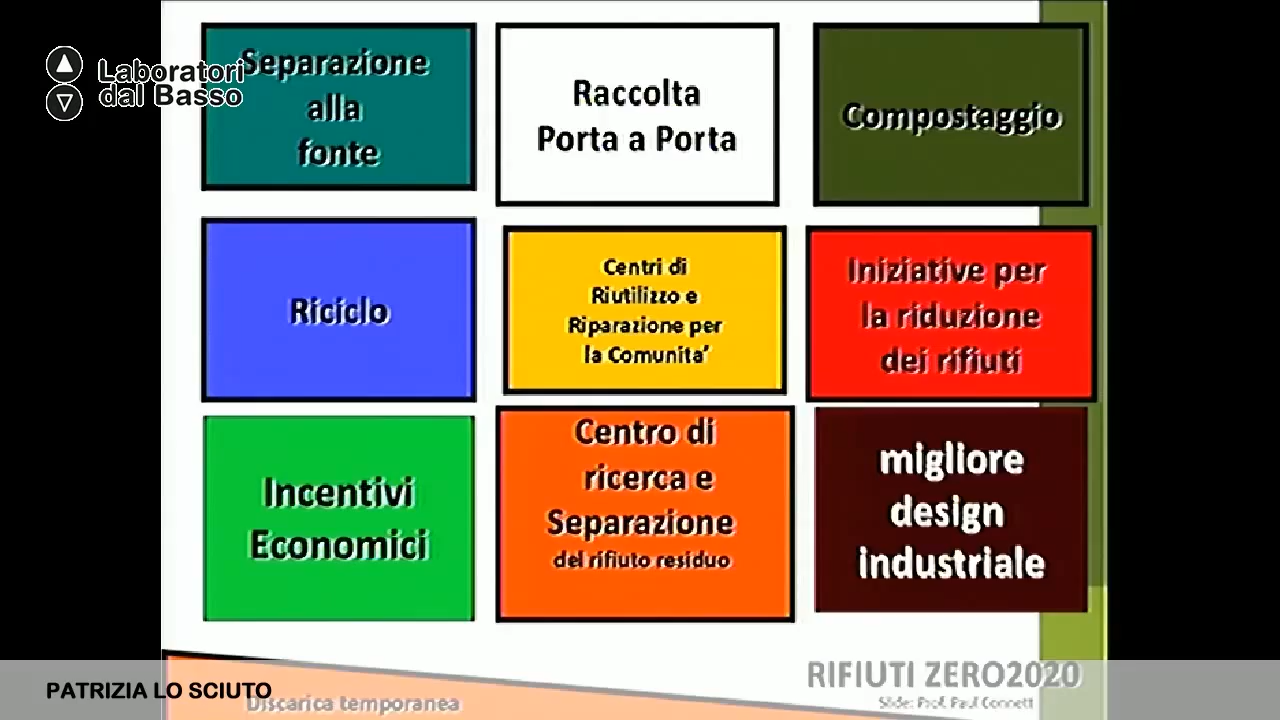 Laboratori
dal Basso
Separazione
alla
fonte
Raccolta
Porta a Porta
Compostaggio
Riciclo
Centri di
Riutilizzo e
Riparazione per
la Comunita'
Iniziative per
la riduzione
dei rifiuti
Incentivi
Economici
Centro di
ricerca e
Separazione
del rifiuto residuo
migliore
design
industriale
RIFIUTI ZERO2020
Slide: Prof. Paul Connett
Discarica temporanea
PATRIZIA LO SCIUTO